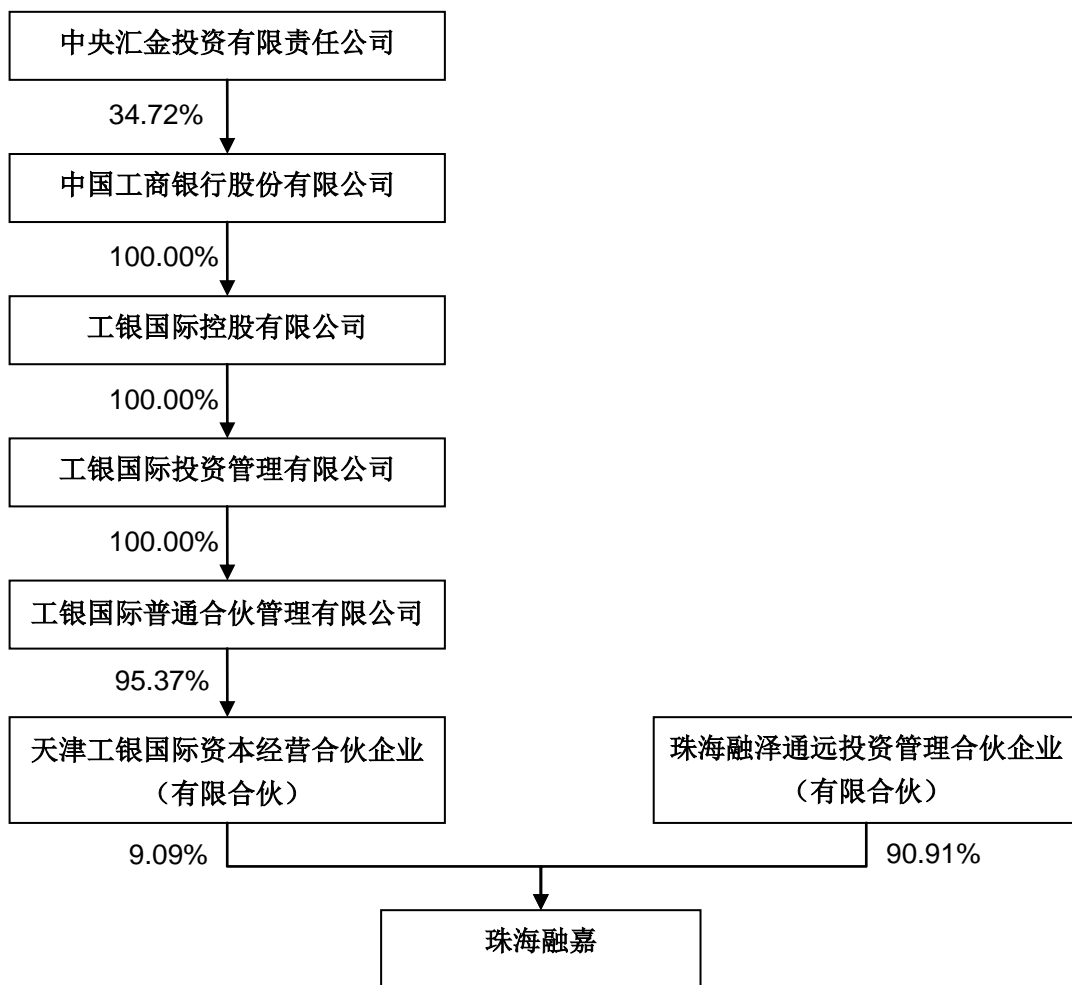 中央汇金投资有限责任公司
34.72%
中国工商银行股份有限公司
100.00%
工银国际控股有限公司
100.00%
工银国际投资管理有限公司
100.00%
工银国际普通合伙管理有限公司
95.37%
天津工银国际资本经营合伙企业
（有限合伙）
珠海融泽通远投资管理合伙企业
（有限合伙）
9.09%
90.91%
珠海融嘉